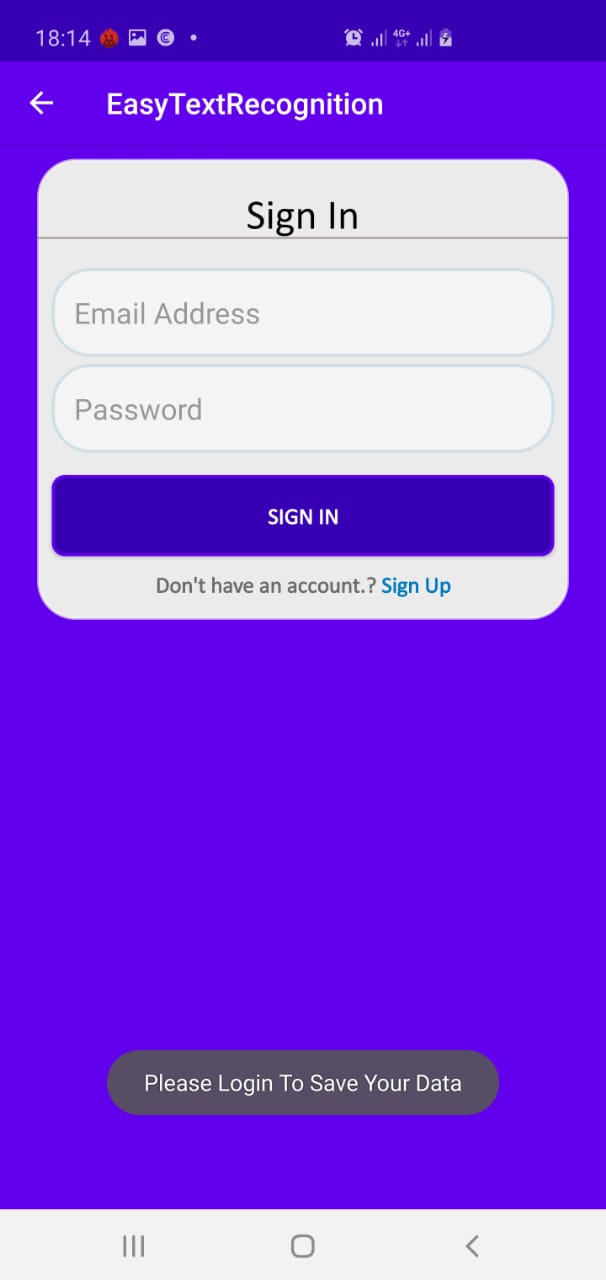 18:14
4G+
EasyTextRecognition
Sign In
Email Address
Password
SIGN IN
Don't have an account.? Sign Up
Please Login To Save Your Data